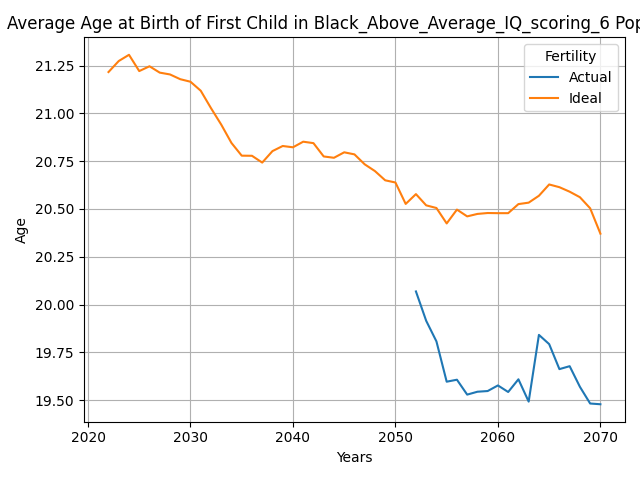 Average Age at Birth of First Child in Black_Above_Average_IQ_scoring_6 Pop
Fertility
Actual
Ideal
21.25
21.00
20.75
20.50
20.25
20.00
19.75
19.50
Age
2020 2030 2040 2050 2060 2070
Years